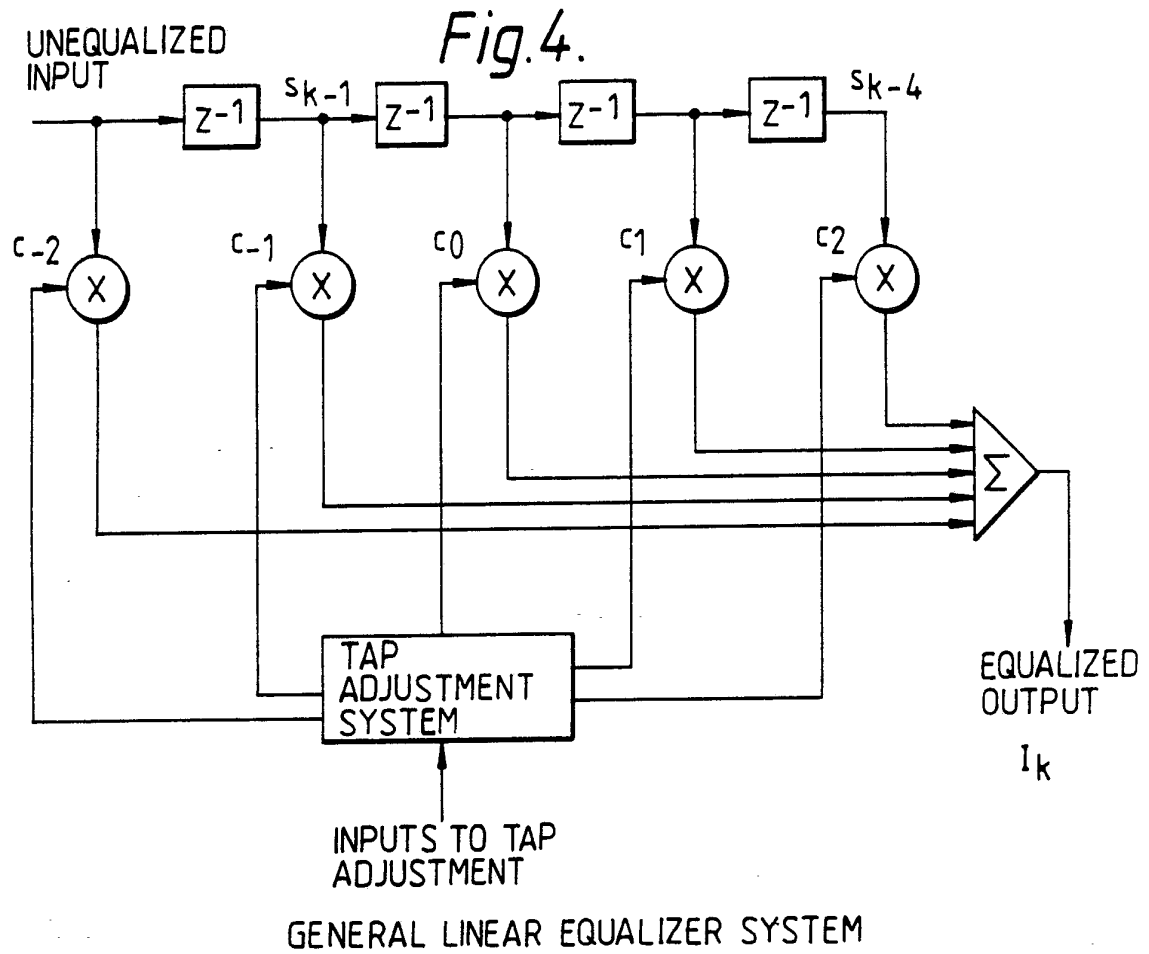 Fig.4.
UNEQUALIZED
INPUT
z-1
sk-1
z-1
z-1
z-1
sk-4
c-2
c-1
c0
c1
c2
X
X
X
X
X
Σ
TAP
ADJUSTMENT
SYSTEM
EQUALIZED
OUTPUT
Ik
INPUTS TO TAP
ADJUSTMENT
GENERAL LINEAR EQUALIZER SYSTEM